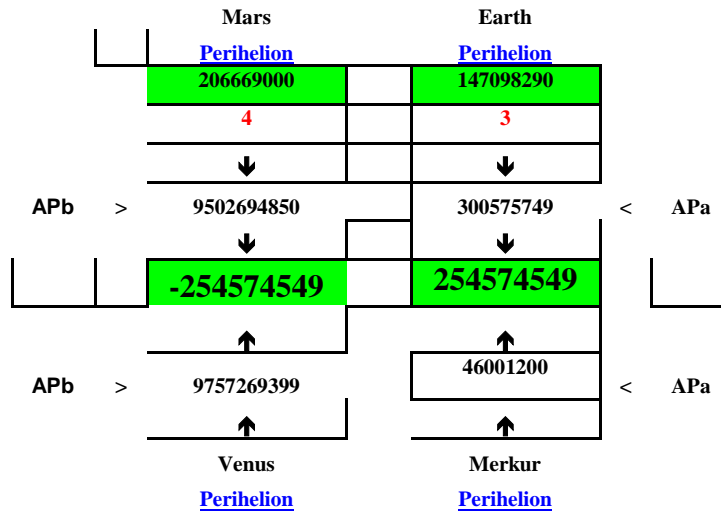 Mars Earth
Perihelion Perihelion
206669000 147098290
4 3
APb > 9502694850 300575749 < APa
-254574549 254574549
46001200
APb > 9757269399 < APa
Venus Merkur
Perihelion Perihelion